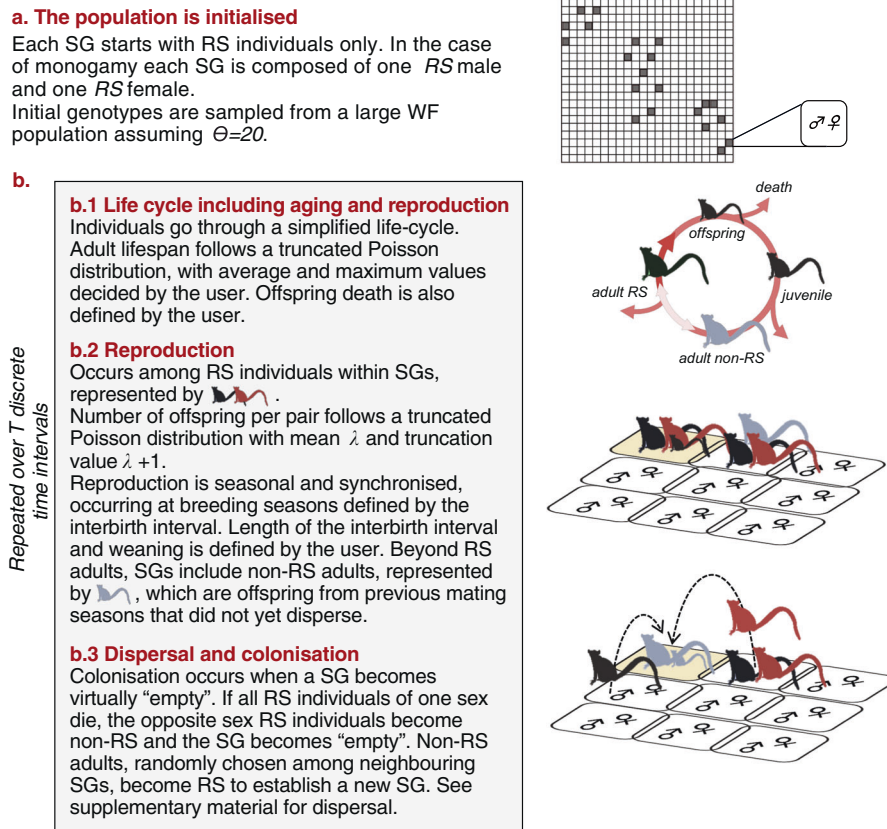 a. The population is initialised
Each SG starts with RS individuals only. In the case
of monogamy each SG is composed of one RS male
and one RS female.
Initial genotypes are sampled from a large WF
population assuming Θ=20.
♂♀
b.
Repeated over T discrete
time intervals
b.1 Life cycle including aging and reproduction
Individuals go through a simplified life-cycle.
Adult lifespan follows a truncated Poisson
distribution, with average and maximum values
decided by the user. Offspring death is also
defined by the user.
death
offspring
adult RS
juvenile
adult non-RS
b.2 Reproduction
Occurs among RS individuals within SGs,
represented by .
Number of offspring per pair follows a truncated
Poisson distribution with mean λ and truncation
value λ +1.
Reproduction is seasonal and synchronised,
occurring at breeding seasons defined by the
interbirth interval. Length of the interbirth interval
and weaning is defined by the user. Beyond RS
adults, SGs include non-RS adults, represented
by , which are offspring from previous mating
seasons that did not yet disperse.
♂ ♀
♂ ♀ ♂ ♀ ♂ ♀
♂ ♀ ♂ ♀ ♂ ♀
b.3 Dispersal and colonisation
Colonisation occurs when a SG becomes
virtually “empty”. If all RS individuals of one sex
die, the opposite sex RS individuals become
non-RS and the SG becomes “empty”. Non-RS
adults, randomly chosen among neighbouring
SGs, become RS to establish a new SG. See
supplementary material for dispersal.
♂ ♀
♂ ♀ ♂ ♀ ♂ ♀
♂ ♀ ♂ ♀ ♂ ♀